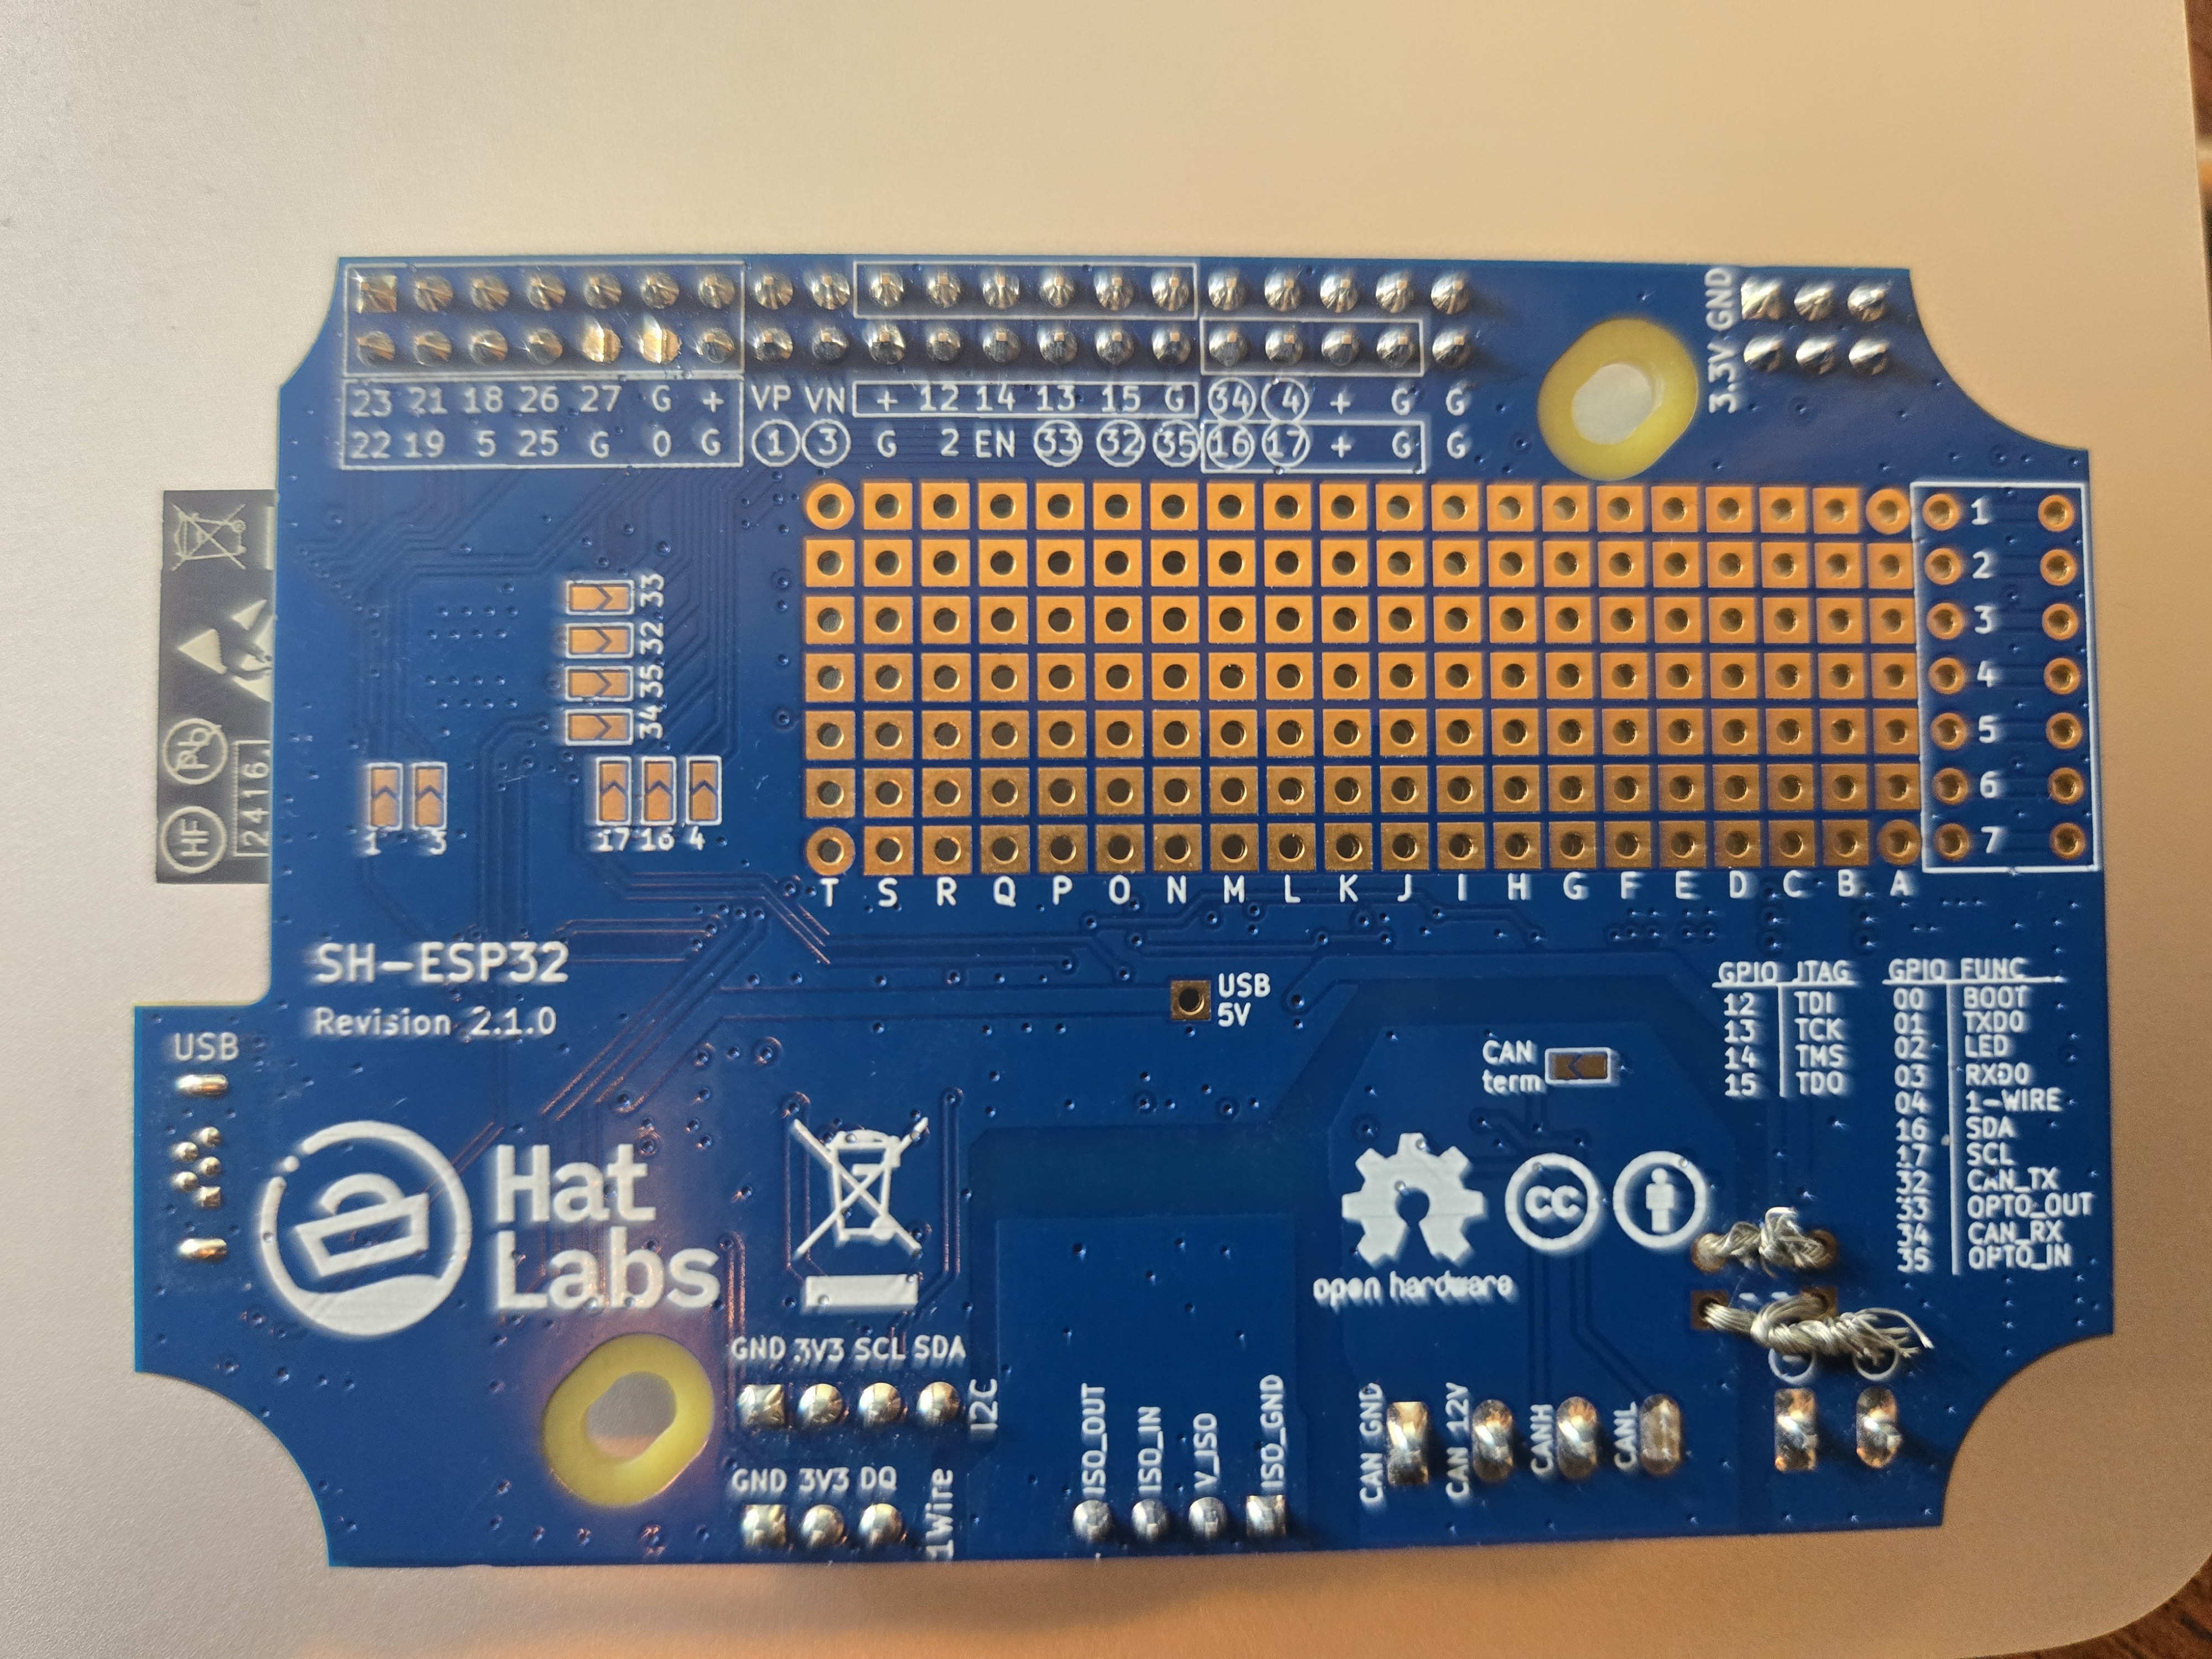 HF
Pb
2416
USB
Hat
Labs
SH-ESP32
Revision 2.1.0
1
3
17 16 4
34 35 32 33
23 21 18 26 27 G + VP VN + 12 14 13 15 G 34 4 + G G
22 19 5 25 G 0 G 1 3 G 2 EN 33 32 35 16 17 + G G
GND 3V3 SCL SDA
I2C
GND 3V3 DQ
1Wire
ISO_OUT
ISO_IN
V_ISO
ISO_GND
USB
5V
T S R Q P O N M L K J I H G F E D C B A
CAN GND
CAN 12V
CANH
CANL
open hardware
CAN
term
cc
3.3V GND
GPIO JTAG
12 TDI
13 TCK
14 TMS
15 TDO
GPIO FUNC
00 BOOT
01 TXD0
02 LED
03 RXD0
04 1-WIRE
16 SDA
17 SCL
32 CAN_TX
33 OPTO_OUT
34 CAN_RX
35 OPTO_IN
7 6 5 4 3 2 1